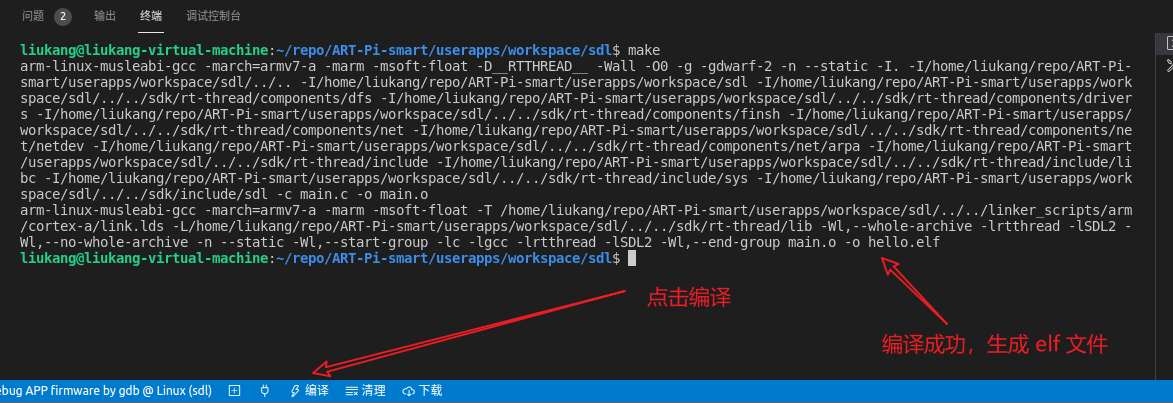 问题 2 输出 终端 调试控制台
liukang@liukang-virtual-machine:~/repo/ART-Pi-smart/userapps/workspace/sdl$ make
arm-linux-musleabi-gcc -march=armv7-a -marm -msoft-float -D__RTTHREAD__ -Wall -O0 -g -gdwarf-2 -n --static -I. -I/home/liukang/repo/ART-Pi-
smart/userapps/workspace/sdl/../.. -I/home/liukang/repo/ART-Pi-smart/userapps/workspace/sdl -I/home/liukang/repo/ART-Pi-smart/userapps/work
space/sdl/../../sdk/rt-thread/components/dfs -I/home/liukang/repo/ART-Pi-smart/userapps/workspace/sdl/../../sdk/rt-thread/components/driver
s -I/home/liukang/repo/ART-Pi-smart/userapps/workspace/sdl/../../sdk/rt-thread/components/finsh -I/home/liukang/repo/ART-Pi-smart/userapps/
workspace/sdl/../../sdk/rt-thread/components/net -I/home/liukang/repo/ART-Pi-smart/userapps/workspace/sdl/../../sdk/rt-thread/components/ne
t/netdev -I/home/liukang/repo/ART-Pi-smart/userapps/workspace/sdl/../../sdk/rt-thread/components/net/arpa -I/home/liukang/repo/ART-Pi-smart
/userapps/workspace/sdl/../../sdk/rt-thread/include -I/home/liukang/repo/ART-Pi-smart/userapps/workspace/sdl/../../sdk/rt-thread/include/li
bc -I/home/liukang/repo/ART-Pi-smart/userapps/workspace/sdl/../../sdk/rt-thread/include/sys -I/home/liukang/repo/ART-Pi-smart/userapps/work
space/sdl/../../sdk/include/sdl -c main.c -o main.o
arm-linux-musleabi-gcc -march=armv7-a -marm -msoft-float -T /home/liukang/repo/ART-Pi-smart/userapps/workspace/sdl/../../linker_scripts/arm
/cortex-a/link.lds -L/home/liukang/repo/ART-Pi-smart/userapps/workspace/sdl/../../sdk/rt-thread/lib -Wl,--whole-archive -lrtthread -lSDL2 -
Wl,--no-whole-archive -n --static -Wl,--start-group -lc -lgcc -lrtthread -lSDL2 -Wl,--end-group main.o -o hello.elf
liukang@liukang-virtual-machine:~/repo/ART-Pi-smart/userapps/workspace/sdl$
点击编译
编译成功，生成 elf 文件
ebug APP firmware by gdb @ Linux (sdl) 编译 清理 下载